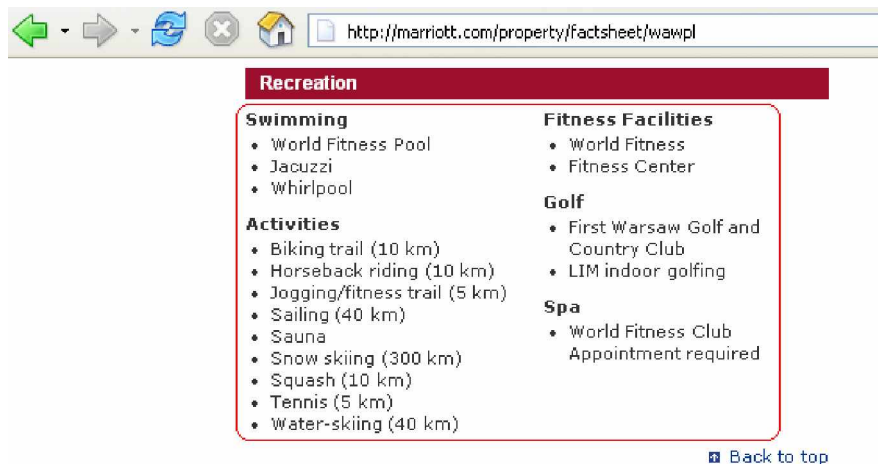 http://marriott.com/property/factsheet/wawpl
Recreation
Swimming
• World Fitness Pool
• Jacuzzi
• Whirlpool
Activities
• Biking trail (10 km)
• Horseback riding (10 km)
• Jogging/fitness trail (5 km)
• Sailing (40 km)
• Sauna
• Snow skiing (300 km)
• Squash (10 km)
• Tennis (5 km)
• Water-skiing (40 km)
Fitness Facilities
• World Fitness
• Fitness Center
Golf
• First Warsaw Golf and
Country Club
• LIM indoor golfing
Spa
• World Fitness Club
Appointment required
Back to top